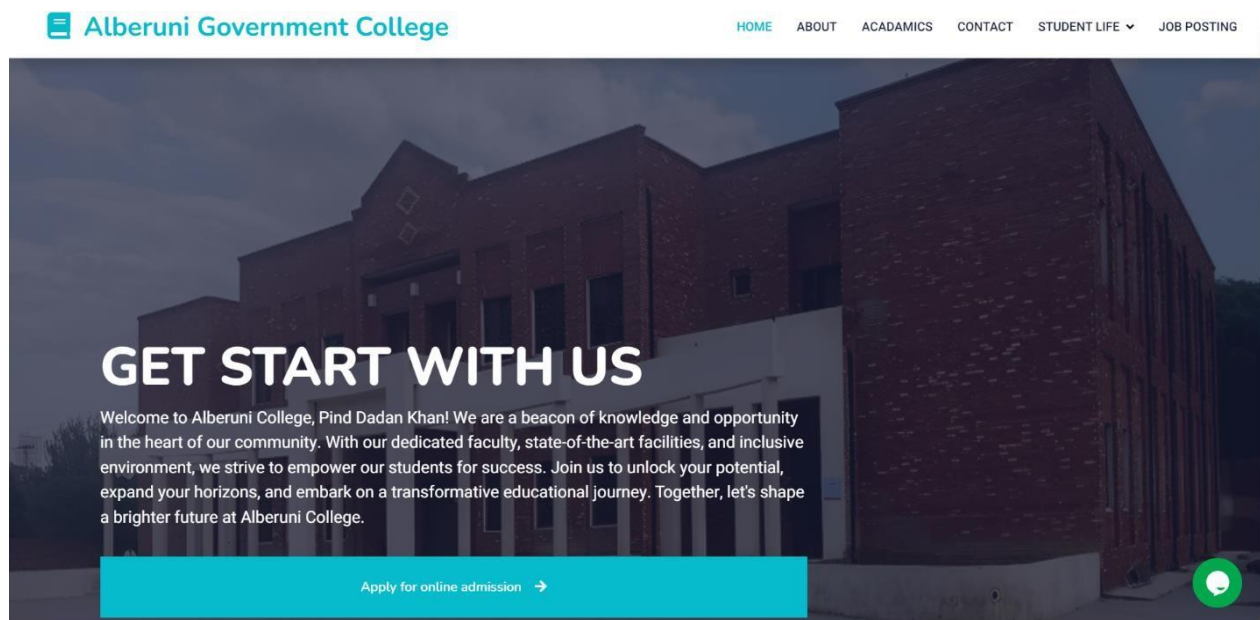 Alberuni Government College
HOME ABOUT ACADAMICS CONTACT STUDENT LIFE JOB POSTING
GET START WITH US
Welcome to Alberuni College, Pind Dadan Khan! We are a beacon of knowledge and opportunity
in the heart of our community. With our dedicated faculty, state-of-the-art facilities, and inclusive
environment, we strive to empower our students for success. Join us to unlock your potential,
expand your horizons, and embark on a transformative educational journey. Together, let's shape
a brighter future at Alberuni College.
Apply for online admission →